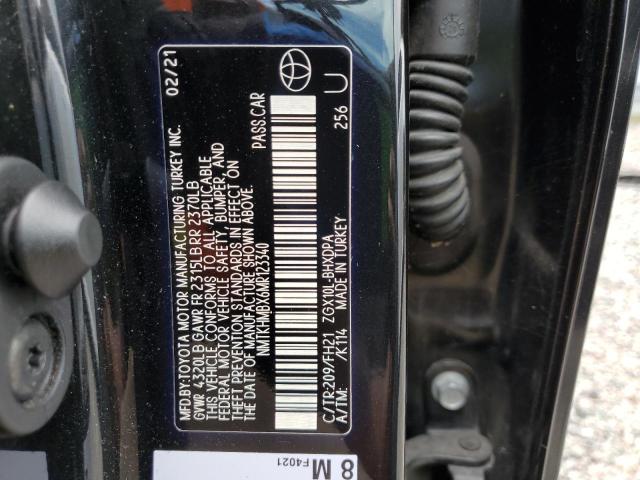 MFD.BY:TOYOTA MOTOR MANUFACTURING TURKEY INC. 02/21
GVWR 4320LB GAWR FR 2315LB RR 2370LB
THIS VEHICLE CONFORMS TO ALL APPLICABLE
FEDERAL MOTOR VEHICLE SAFETY, BUMPER, AND
THEFT PREVENTION STANDARDS IN EFFECT ON
THE DATE OF MANUFACTURE SHOWN ABOVE.
NMTKHMBX6MR123340 PASS.CAR
C/TR:209/FH21 ZGX10L-BHXDPA 256 U
A/TM: /K114 MADE IN TURKEY
F4021
8 M